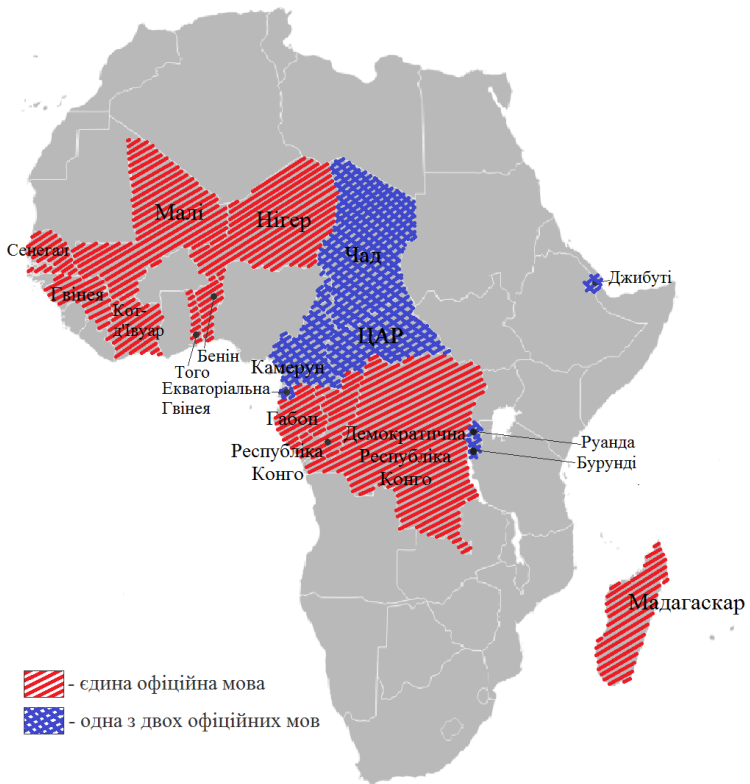 Малі
Нігер
Сенегал
Чад
Джибуті
Гвінея
Кот-
д'Івуар
ЦАР
Бенін
Того
Камерун
Екваторіальна
Гвінея
Габон
Демократична
Республіка
Конго
Республіка
Конго
Руанда
Бурунді
Мадагаскар
- єдина офіційна мова
- одна з двох офіційних мов